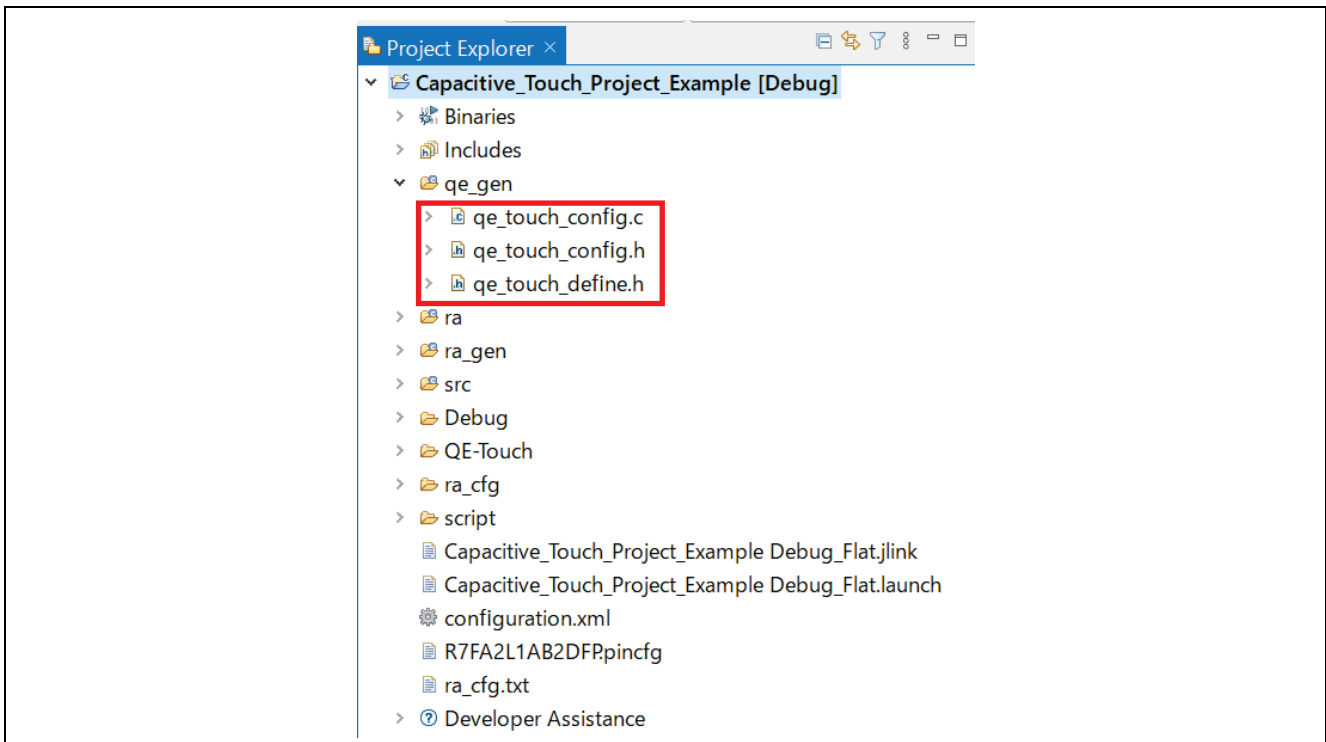 Project Explorer
Capacitive_Touch_Project_Example [Debug]
Binaries
Includes
qe_gen
qe_touch_config.c
qe_touch_config.h
qe_touch_define.h
ra
ra_gen
src
Debug
QE-Touch
ra_cfg
script
Capacitive_Touch_Project_Example Debug_Flat.jlink
Capacitive_Touch_Project_Example Debug_Flat.launch
configuration.xml
R7FA2L1AB2DFP.pincfg
ra_cfg.txt
Developer Assistance